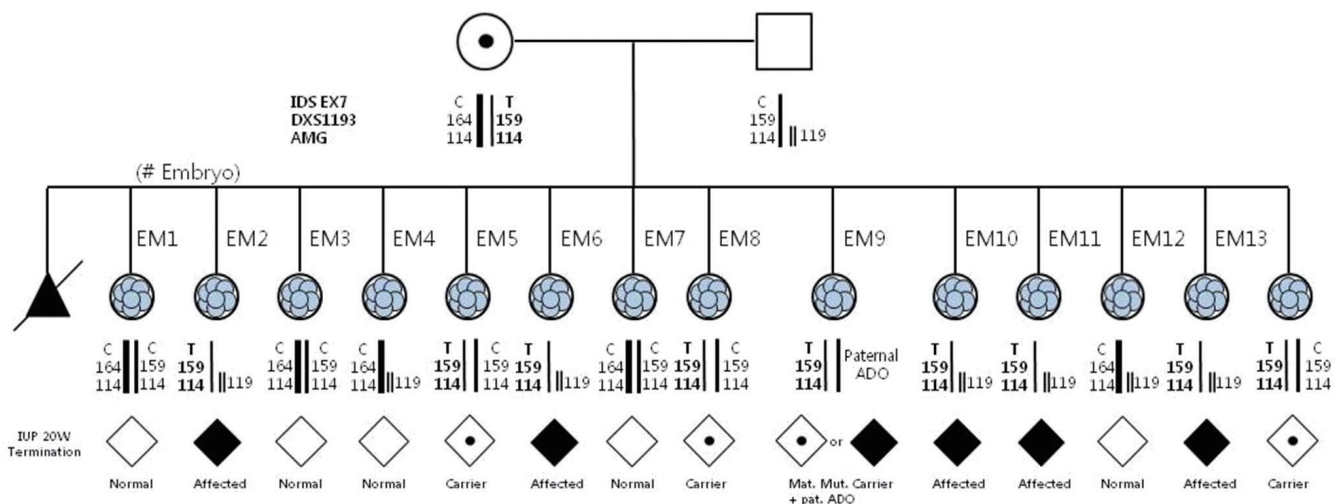 IDS EX7 C T C
DXS1193 164 159 159
AMG 114 114 114 119
(# Embryo)
EM1 EM2 EM3 EM4 EM5 EM6 EM7 EM8 EM9 EM10 EM11 EM12 EM13
C C T C C C T C T C C T C T Paternal T T C T T C
164 159 159 164 159 164 159 159 159 164 159 159 159 159 ADO 159 159 164 159 159 159
114 114 114 119 114 114 114 119 114 114 114 119 114 114 114 114 114 114 119 114 119 114 119 114 119 114 114
IUP 20W
Termination
or
Normal Affected Normal Normal Carrier Affected Normal Carrier Mat. Mut. Carrier Affected Affected Normal Affected Carrier
+ pat. ADO